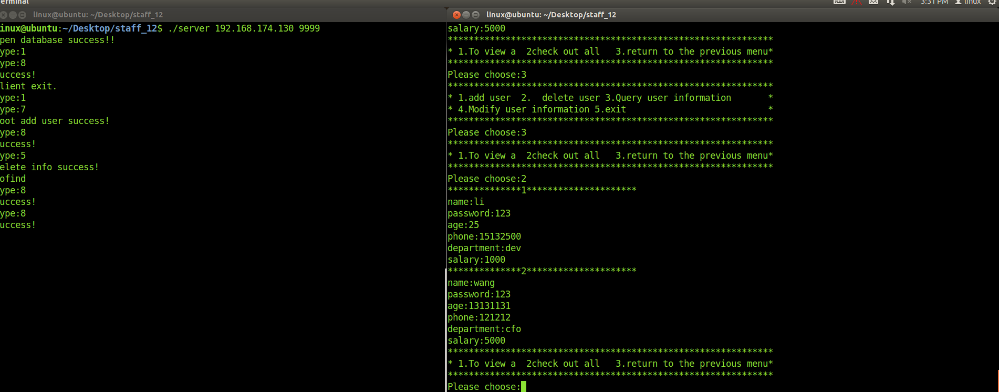 erminal
3:31 PM linux
linux@ubuntu: ~/Desktop/staff_12
inux@ubuntu:~/Desktop/staff_12$ ./server 192.168.174.130 9999
pen database success!!
ype:1
ype:8
uccess!
lient exit.
ype:1
ype:7
oot add user success!
ype:8
uccess!
ype:5
elete info success!
ofind
ype:8
uccess!
ype:8
uccess!
linux@ubuntu: ~/Desktop/staff_12
salary:5000
**************************************************************
* 1.To view a  2check out all   3.return to the previous menu*
**************************************************************
Please choose:3
**************************************************************
* 1.add user  2.  delete user 3.Query user information       *
* 4.Modify user information 5.exit                           *
**************************************************************
Please choose:3
**************************************************************
* 1.To view a  2check out all   3.return to the previous menu*
**************************************************************
Please choose:2
**************1*********************
name:li
password:123
age:25
phone:15132500
department:dev
salary:1000
**************2*********************
name:wang
password:123
age:13131131
phone:121212
department:cfo
salary:5000
**************************************************************
* 1.To view a  2check out all   3.return to the previous menu*
**************************************************************
Please choose: